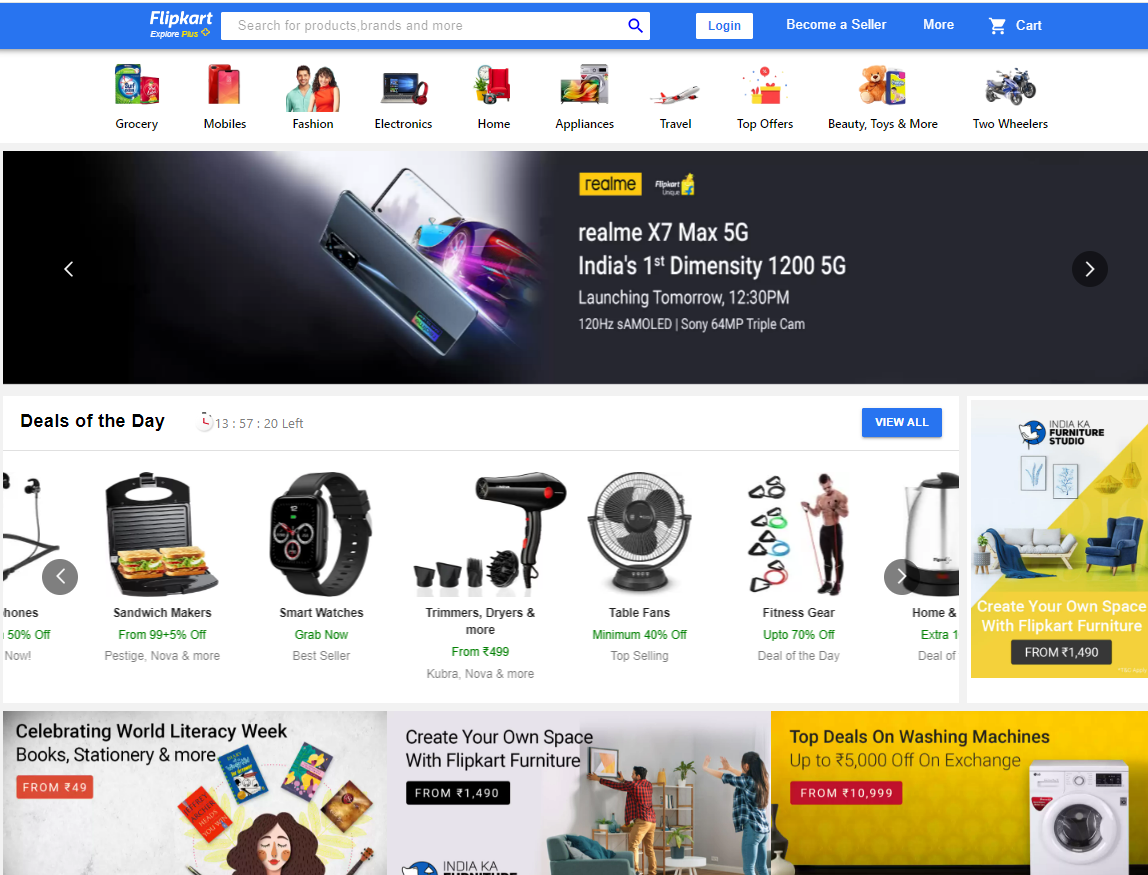 Flipkart
Explore Plus
Search for products,brands and more
Login
Become a Seller
More
Cart
Grocery
Mobiles
Fashion
Electronics
Home
Appliances
Travel
Top Offers
Beauty, Toys & More
Two Wheelers
realme
Flipkart
Unique
realme X7 Max 5G
India's 1st Dimensity 1200 5G
Launching Tomorrow, 12:30PM
120Hz sAMOLED | Sony 64MP Triple Cam
Deals of the Day
13 : 57 : 20 Left
VIEW ALL
hones
50% Off
Now!
Sandwich Makers
From 99+5% Off
Pestige, Nova & more
Smart Watches
Grab Now
Best Seller
Trimmers, Dryers &
more
From ₹499
Kubra, Nova & more
Table Fans
Minimum 40% Off
Top Selling
Fitness Gear
Upto 70% Off
Deal of the Day
Home &
Extra 1
Deal of
INDIA KA
FURNITURE
STUDIO
Create Your Own Space
With Flipkart Furniture
FROM ₹1,490
Celebrating World Literacy Week
Books, Stationery & more
FROM ₹49
Create Your Own Space
With Flipkart Furniture
FROM ₹1,490
INDIA KA
FURNITURE
Top Deals On Washing Machines
Up to ₹5,000 Off On Exchange
FROM ₹10,999